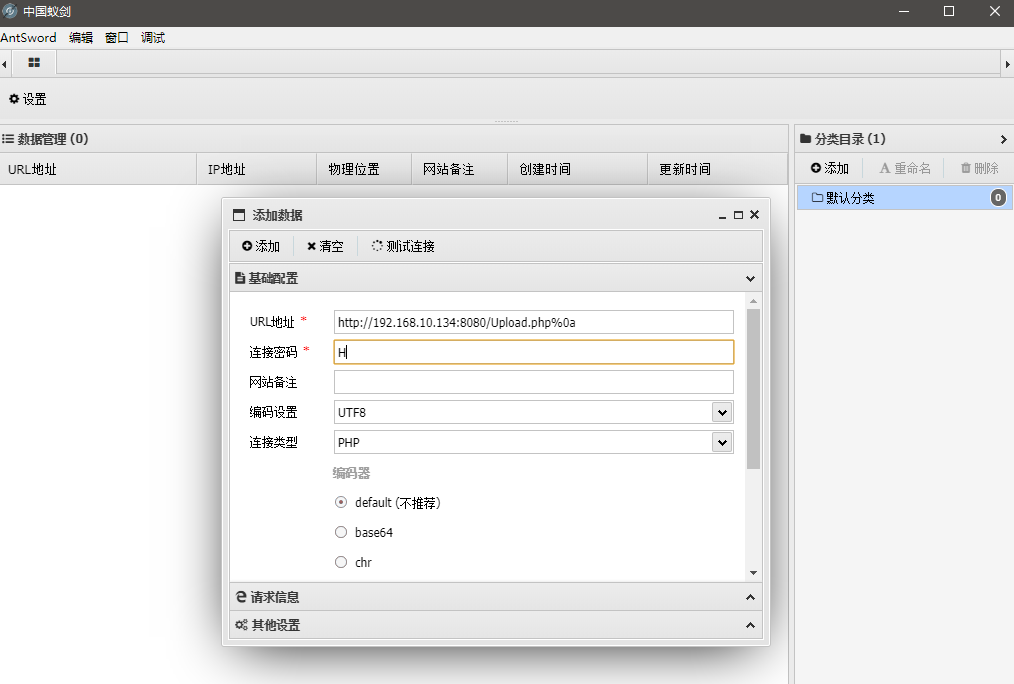 中国蚁剑
AntSword 编辑 窗口 调试
设置
数据管理 (0)
分类目录 (1)
URL地址 IP地址 物理位置 网站备注 创建时间 更新时间
添加 重命名 删除
默认分类 0
添加数据
添加 清空 测试连接
基础配置
URL地址 * http://192.168.10.134:8080/Upload.php%0a
连接密码 * H
网站备注
编码设置 UTF8
连接类型 PHP
编码器
default (不推荐)
base64
chr
请求信息
其他设置